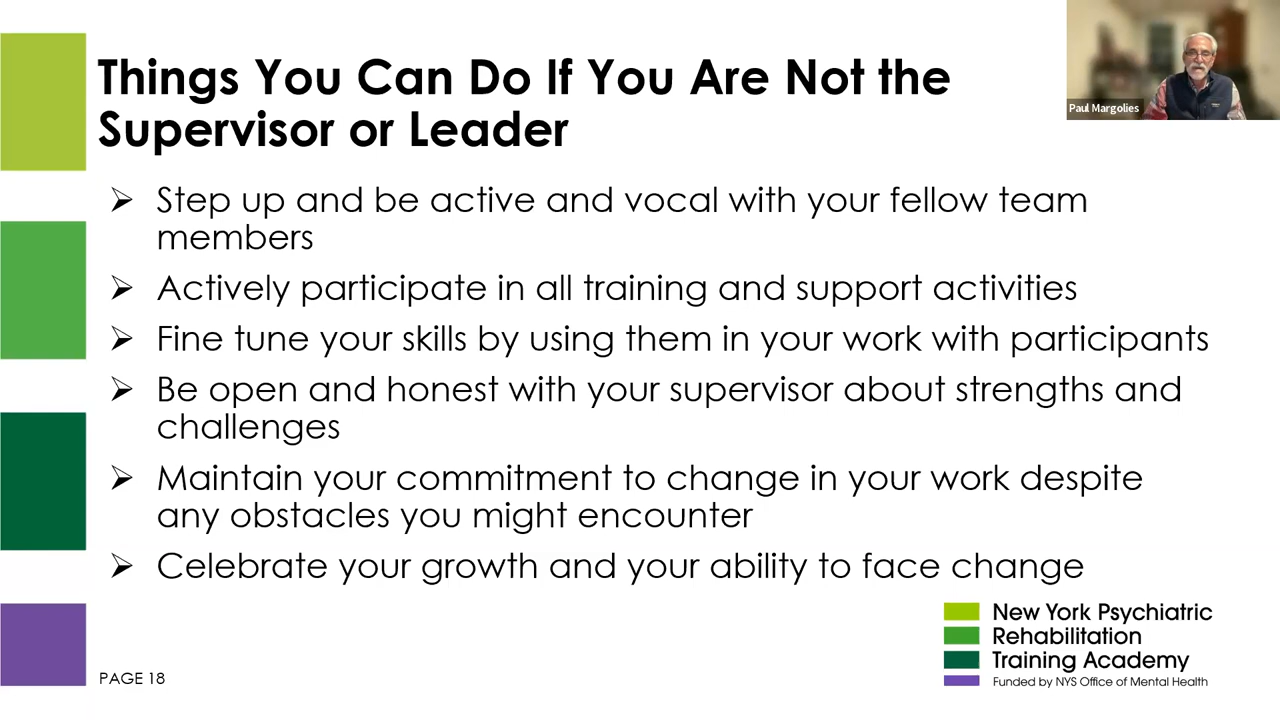 Things You Can Do If You Are Not the
Supervisor or Leader
Paul Margolies
➢ Step up and be active and vocal with your fellow team
members
➢ Actively participate in all training and support activities
➢ Fine tune your skills by using them in your work with participants
➢ Be open and honest with your supervisor about strengths and
challenges
➢ Maintain your commitment to change in your work despite
any obstacles you might encounter
➢ Celebrate your growth and your ability to face change
New York Psychiatric
Rehabilitation
Training Academy
Funded by NYS Office of Mental Health
PAGE 18